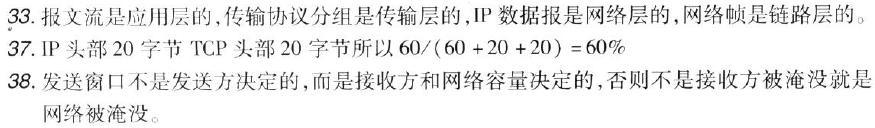 33. 报文流是应用层的,传输协议分组是传输层的,IP 数据报是网络层的,网络帧是链路层的。
37. IP 头部 20 字节 TCP 头部 20 字节所以 60/(60+20+20)=60%
38. 发送窗口不是发送方决定的,而是接收方和网络容量决定的,否则不是接收方被淹没就是
网络被淹没。